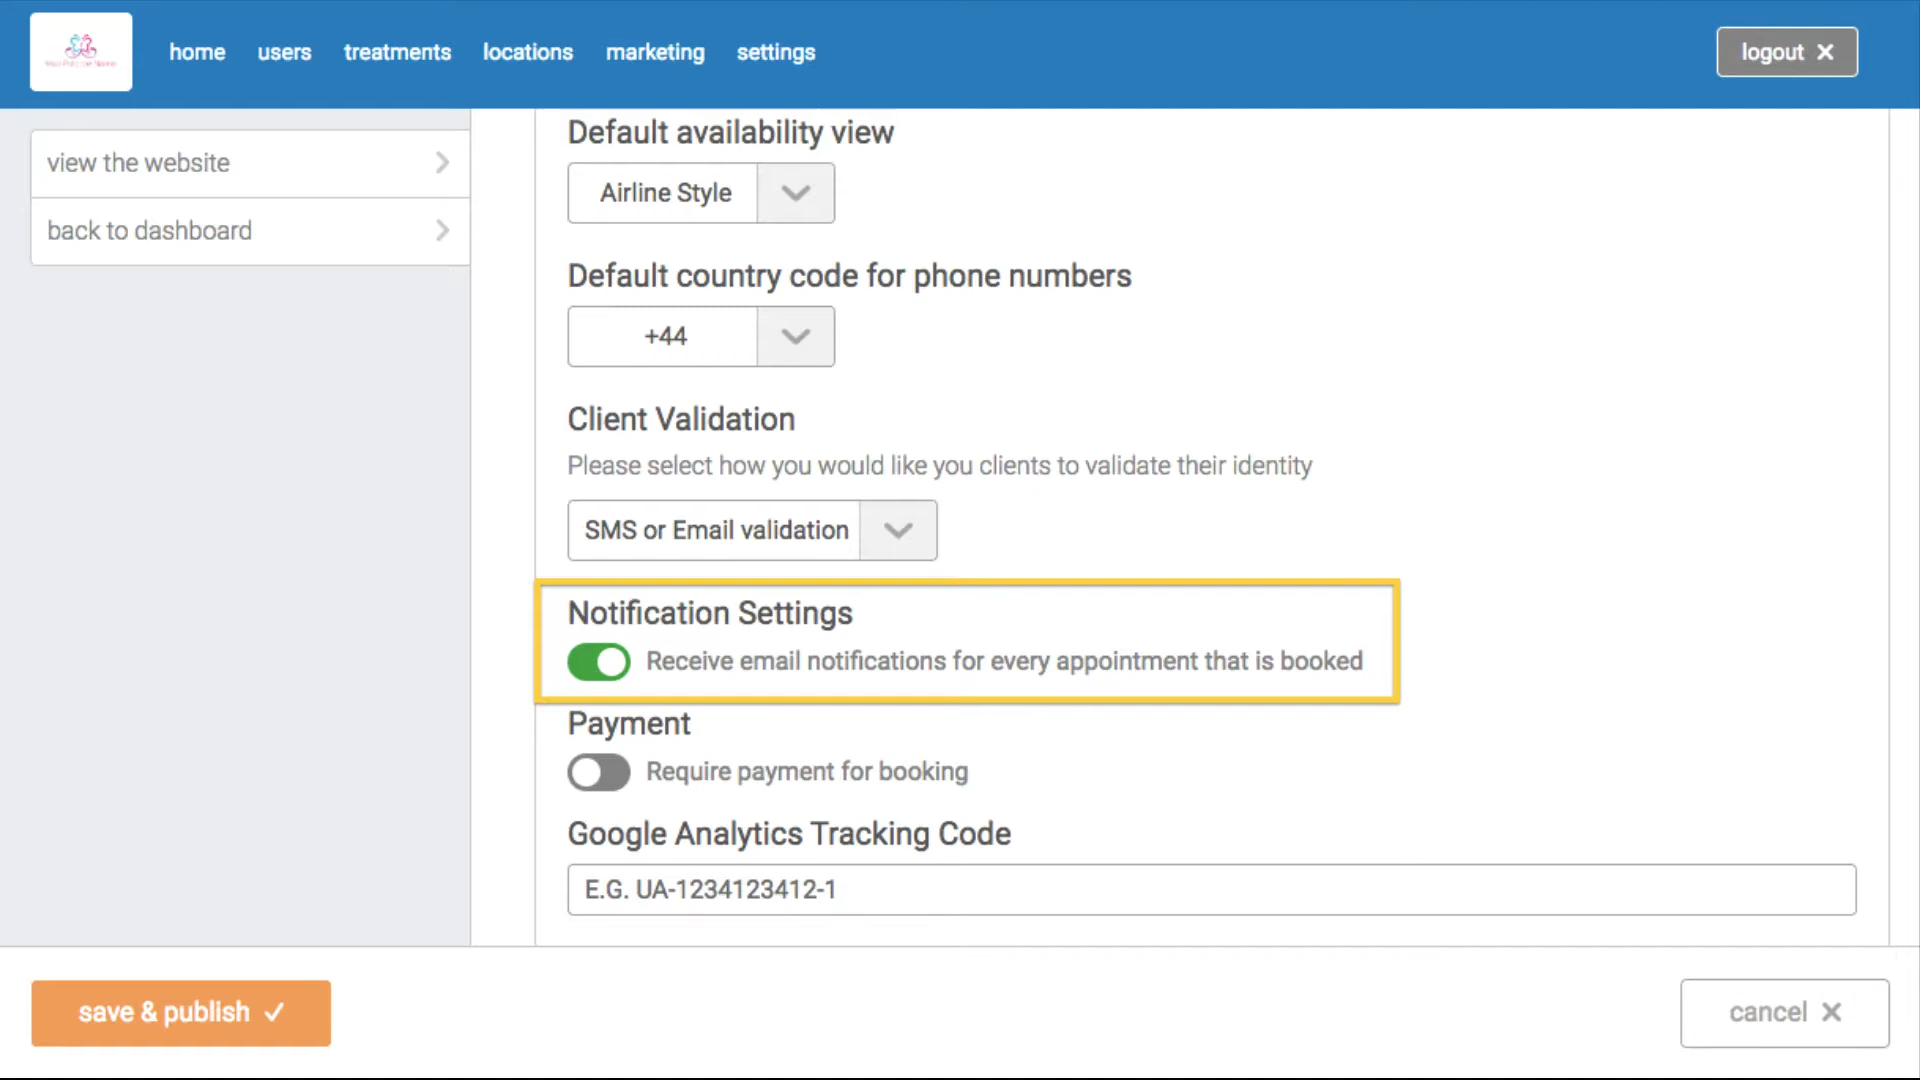 home users treatments locations marketing settings
logout
view the website
back to dashboard
Default availability view
Airline Style
Default country code for phone numbers
+44
Client Validation
Please select how you would like you clients to validate their identity
SMS or Email validation
Notification Settings
Receive email notifications for every appointment that is booked
Payment
Require payment for booking
Google Analytics Tracking Code
E.G. UA-1234123412-1
save & publish
cancel